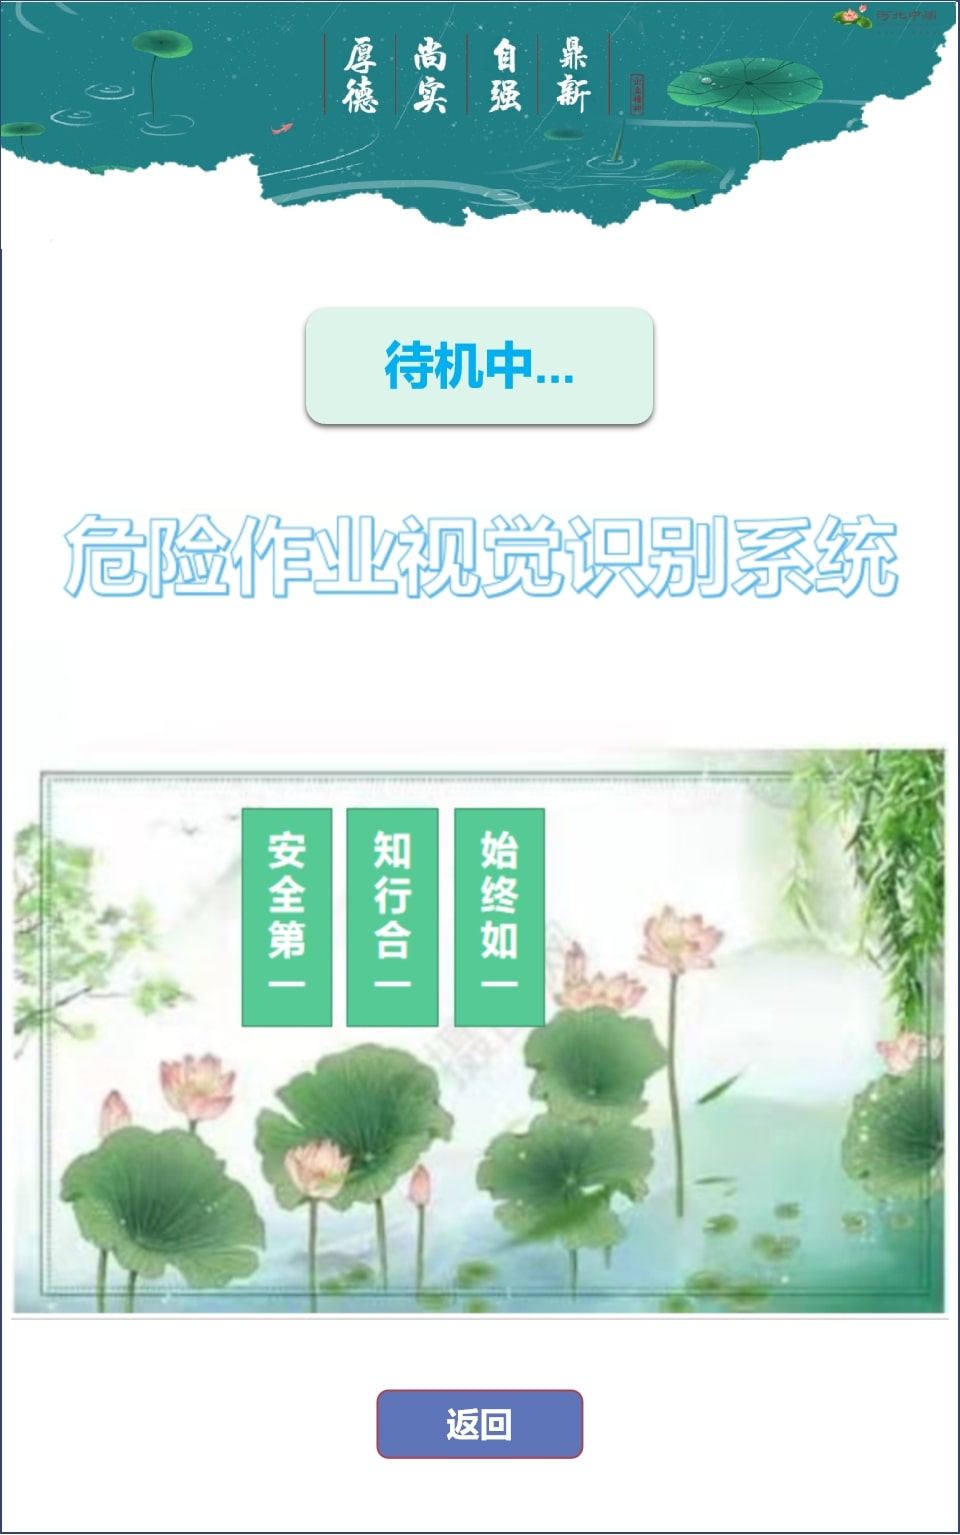 厚德
尚实
自强
鼎新
待机中...
危险作业视觉识别系统
安全第一
知行合一
始终如一
返回